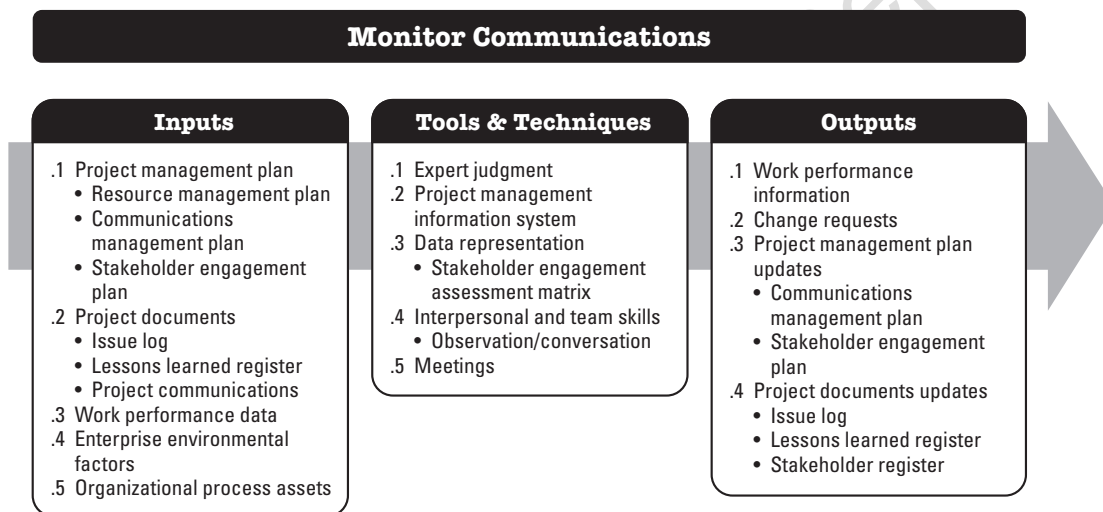 Monitor Communications
Inputs
.1 Project management plan
• Resource management plan
• Communications
management plan
• Stakeholder engagement
plan
.2 Project documents
• Issue log
• Lessons learned register
• Project communications
.3 Work performance data
.4 Enterprise environmental
factors
.5 Organizational process assets
Tools & Techniques
.1 Expert judgment
.2 Project management
information system
.3 Data representation
• Stakeholder engagement
assessment matrix
.4 Interpersonal and team skills
• Observation/conversation
.5 Meetings
Outputs
.1 Work performance
information
.2 Change requests
.3 Project management plan
updates
• Communications
management plan
• Stakeholder engagement
plan
.4 Project documents updates
• Issue log
• Lessons learned register
• Stakeholder register